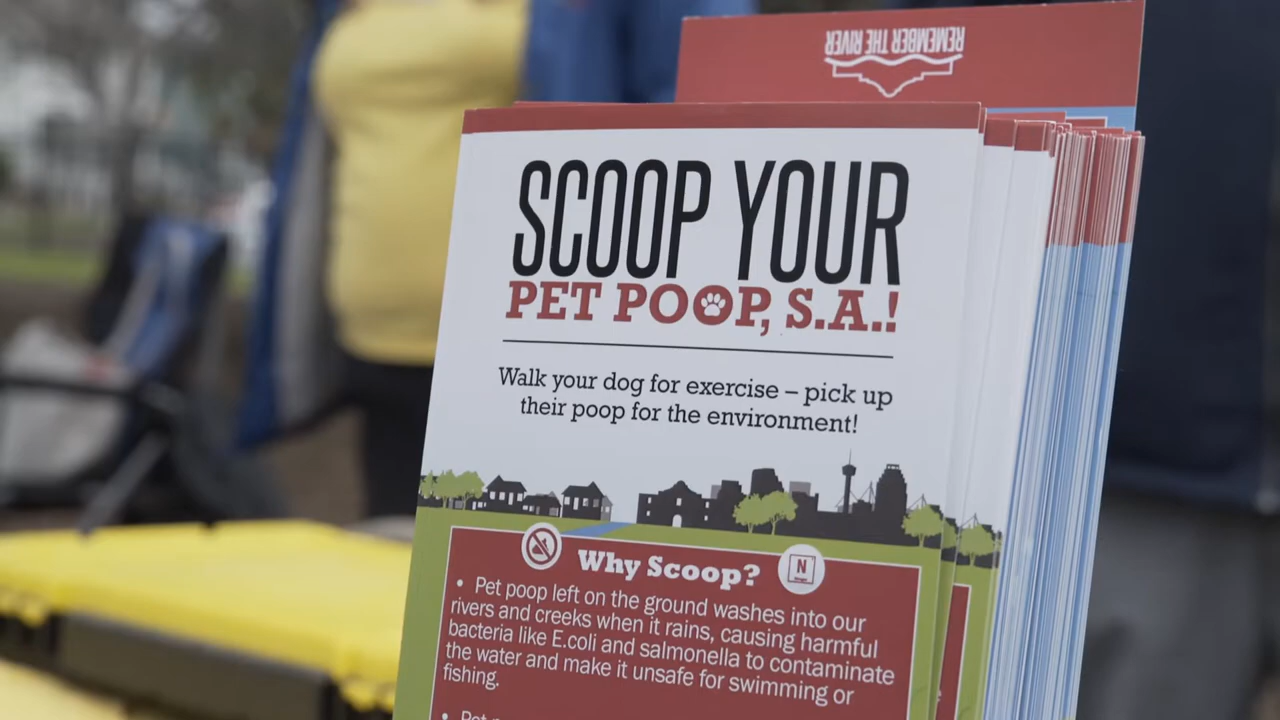 REMEMBER THE RIVER
SCOOP YOUR
PET POOP, S.A.!
Walk your dog for exercise – pick up
their poop for the environment!
Why Scoop?
N
• Pet poop left on the ground washes into our
rivers and creeks when it rains, causing harmful
bacteria like E.coli and salmonella to contaminate
the water and make it unsafe for swimming or
fishing.
• Pet